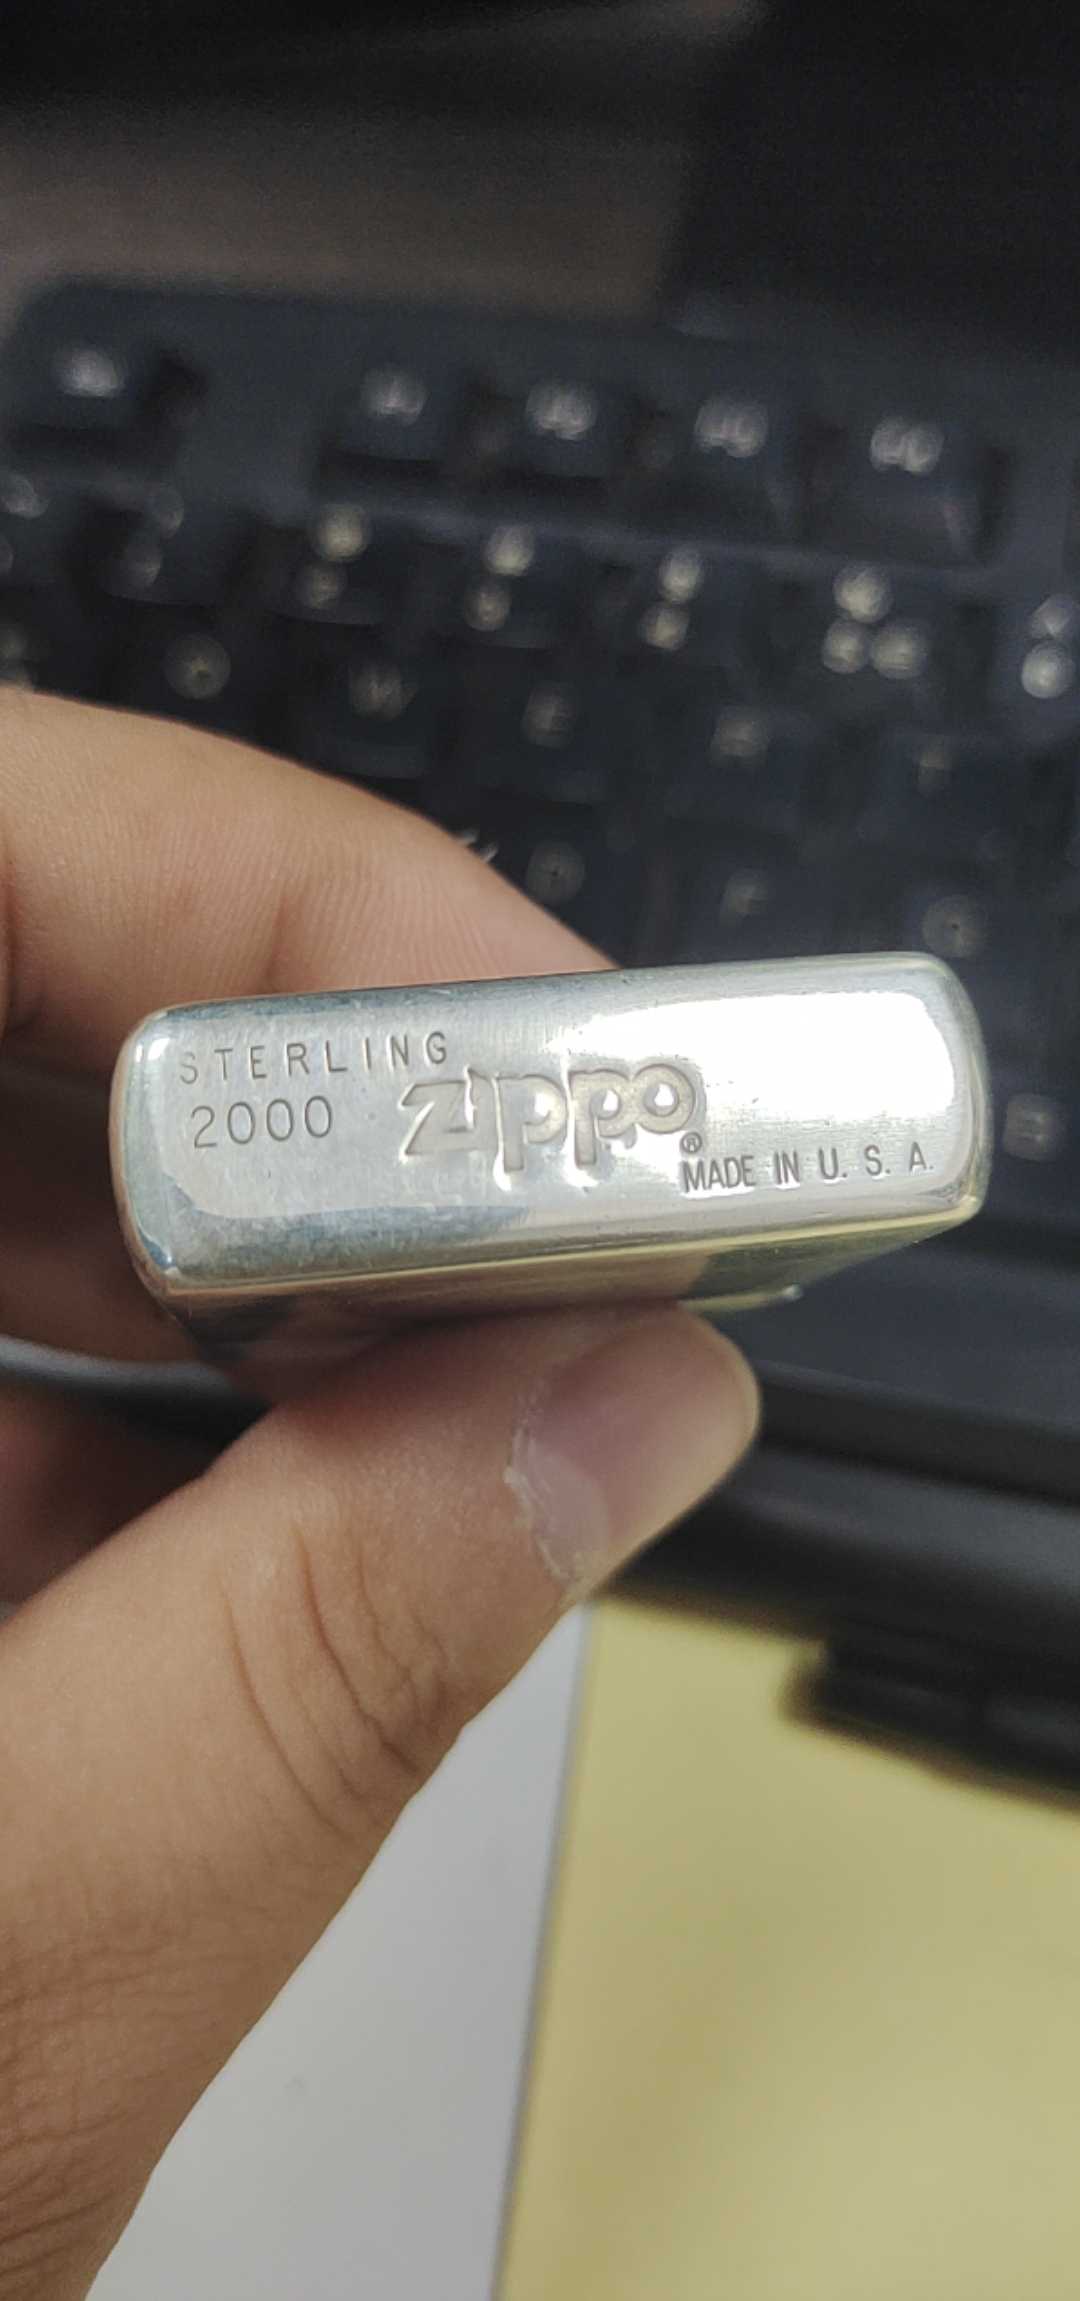 STERLING
2000
Zippo®
MADE IN U. S. A.
W
E
F